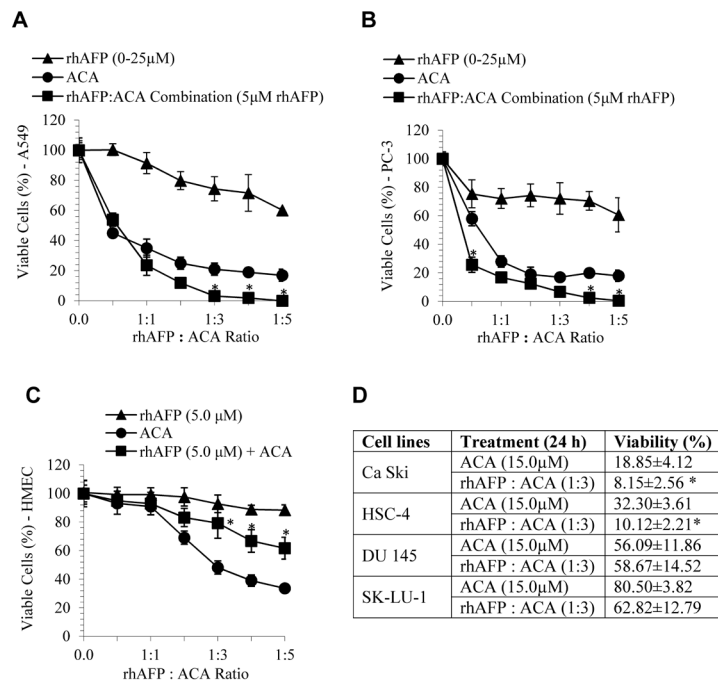 A
rhAFP (0-25µM)
ACA
rhAFP:ACA Combination (5µM rhAFP)
Viable Cells (%) - A549
120
100
80
60
40
20
0
* * * *
0.0 1:1 1:3 1:5
rhAFP : ACA Ratio
B
rhAFP (0-25µM)
ACA
rhAFP:ACA Combination (5µM rhAFP)
Viable Cells (%) - PC-3
120
100
80
60
40
20
0
* * *
0.0 1:1 1:3 1:5
rhAFP : ACA Ratio
C
rhAFP (5.0 µM)
ACA
rhAFP (5.0 µM) + ACA
Viable Cells (%) - HMEC
120
100
80
60
40
20
0
* * *
0.0 1:1 1:3 1:5
rhAFP : ACA Ratio
D
Cell lines Treatment (24 h) Viability (%)
Ca Ski ACA (15.0µM) 18.85±4.12
rhAFP : ACA (1:3) 8.15±2.56 *
HSC-4 ACA (15.0µM) 32.30±3.61
rhAFP : ACA (1:3) 10.12±2.21*
DU 145 ACA (15.0µM) 56.09±11.86
rhAFP : ACA (1:3) 58.67±14.52
SK-LU-1 ACA (15.0µM) 80.50±3.82
rhAFP : ACA (1:3) 62.82±12.79